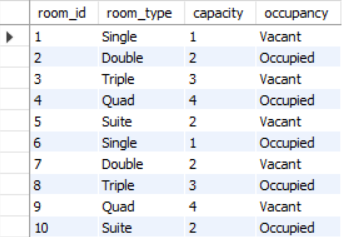 room_id room_type capacity occupancy
1 Single 1 Vacant
2 Double 2 Occupied
3 Triple 3 Vacant
4 Quad 4 Occupied
5 Suite 2 Vacant
6 Single 1 Occupied
7 Double 2 Vacant
8 Triple 3 Occupied
9 Quad 4 Vacant
10 Suite 2 Occupied